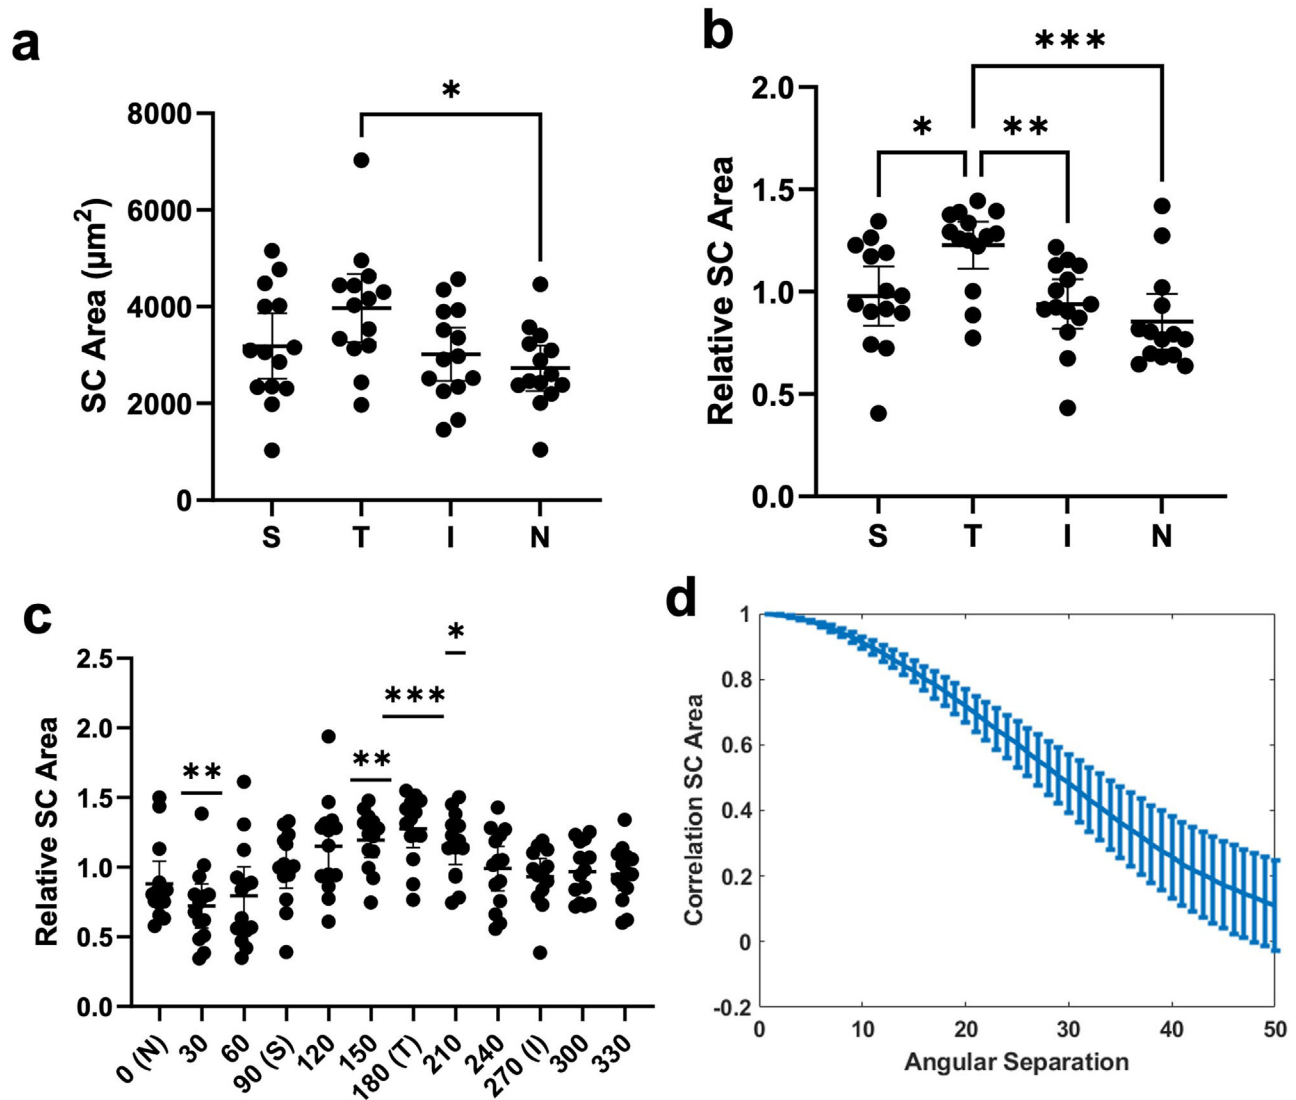 a
*
8000
6000
4000
2000
0
SC Area (µm²)
S T I N
b
***
* **
2.0
1.5
1.0
0.5
0.0
Relative SC Area
S T I N
c
*
***
**
**
2.5
2.0
1.5
1.0
0.5
0.0
Relative SC Area
0 (N) 30 60 90 (S) 120 150 180 (T) 210 240 270 (I) 300 330
d
1
0.8
0.6
0.4
0.2
0
-0.2
Correlation SC Area
0 10 20 30 40 50
Angular Separation